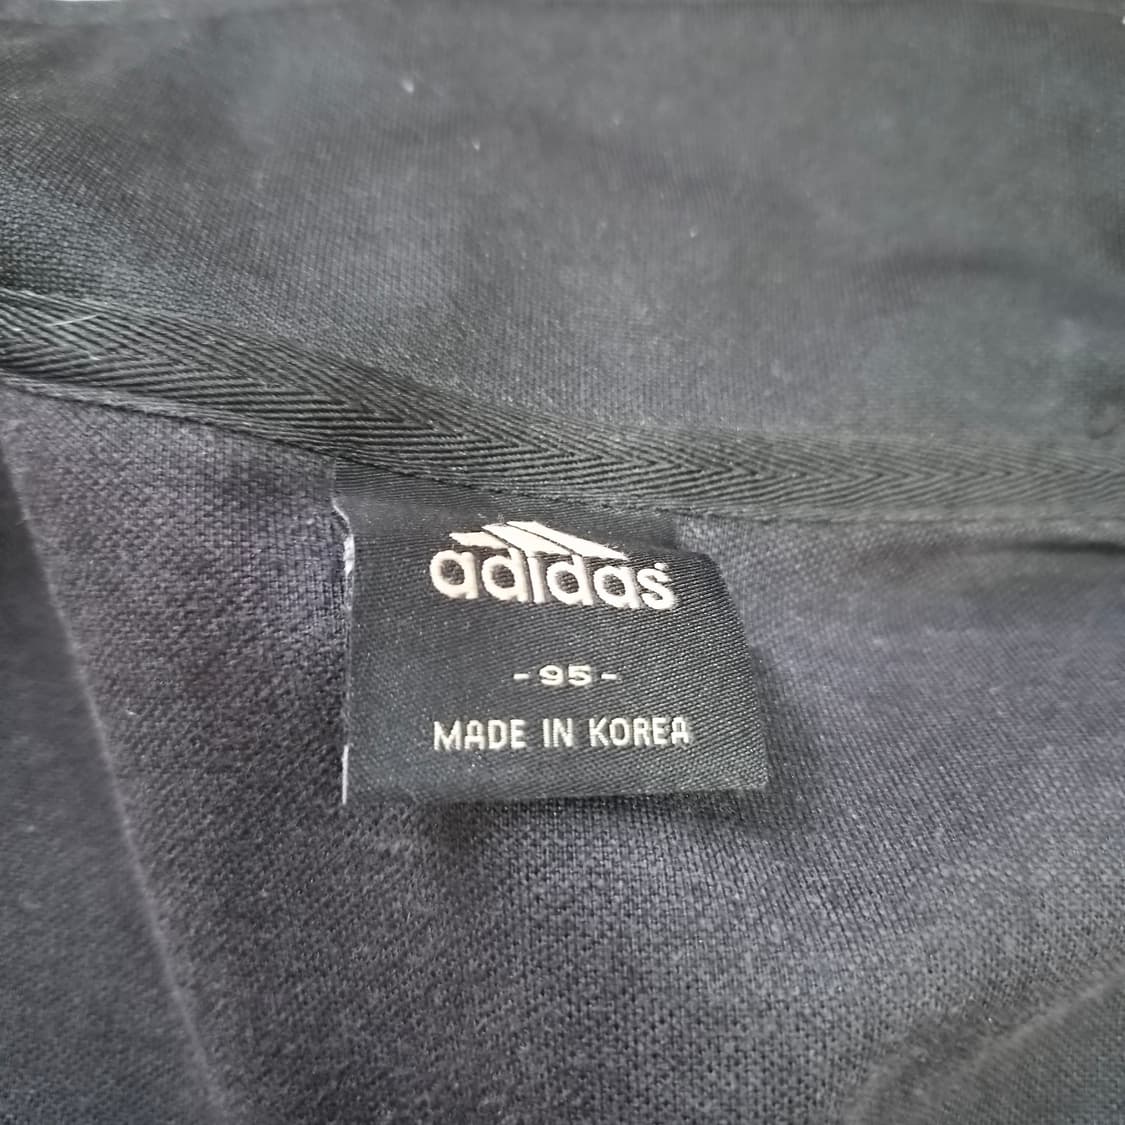 adidas
- 95 -
MADE IN KOREA